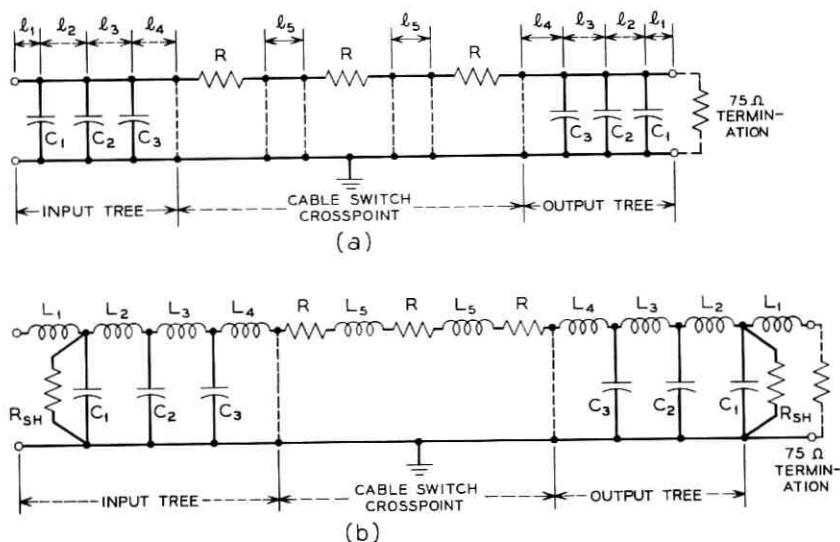 ℓ1 ℓ2 ℓ3 ℓ4 ℓ5 ℓ5 ℓ4 ℓ3 ℓ2 ℓ1
R R R
C1 C2 C3 C3 C2 C1
75 Ω
TERMIN-
ATION
INPUT TREE CABLE SWITCH CROSSPOINT OUTPUT TREE
(a)
L1 L2 L3 L4 R L5 R L5 R L4 L3 L2 L1
RSH C1 C2 C3 C3 C2 C1 RSH
75 Ω
TERMIN-
ATION
INPUT TREE CABLE SWITCH CROSSPOINT OUTPUT TREE
(b)